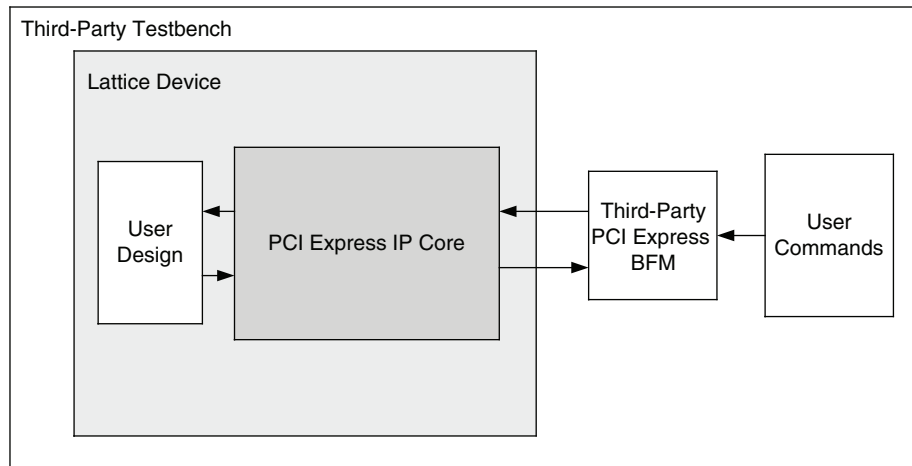 Third-Party Testbench
Lattice Device
User
Design
PCI Express IP Core
Third-Party
PCI Express
BFM
User
Commands